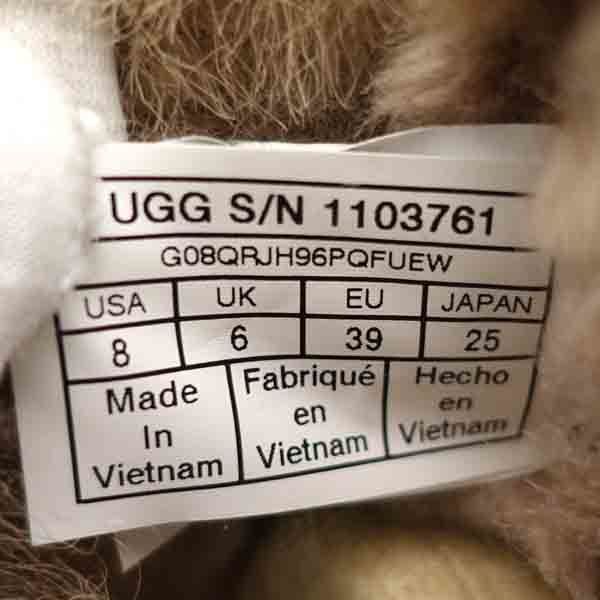 UGG S/N 1103761
G08QRJH96PQFUEW
USA UK EU JAPAN
8 6 39 25
Made
In
Vietnam
Fabriqué
en
Vietnam
Hecho
en
Vietnam